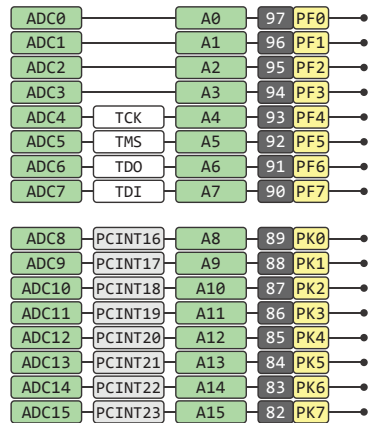 ADC0 A0 97 PF0
ADC1 A1 96 PF1
ADC2 A2 95 PF2
ADC3 A3 94 PF3
ADC4 TCK A4 93 PF4
ADC5 TMS A5 92 PF5
ADC6 TDO A6 91 PF6
ADC7 TDI A7 90 PF7
ADC8 PCINT16 A8 89 PK0
ADC9 PCINT17 A9 88 PK1
ADC10 PCINT18 A10 87 PK2
ADC11 PCINT19 A11 86 PK3
ADC12 PCINT20 A12 85 PK4
ADC13 PCINT21 A13 84 PK5
ADC14 PCINT22 A14 83 PK6
ADC15 PCINT23 A15 82 PK7